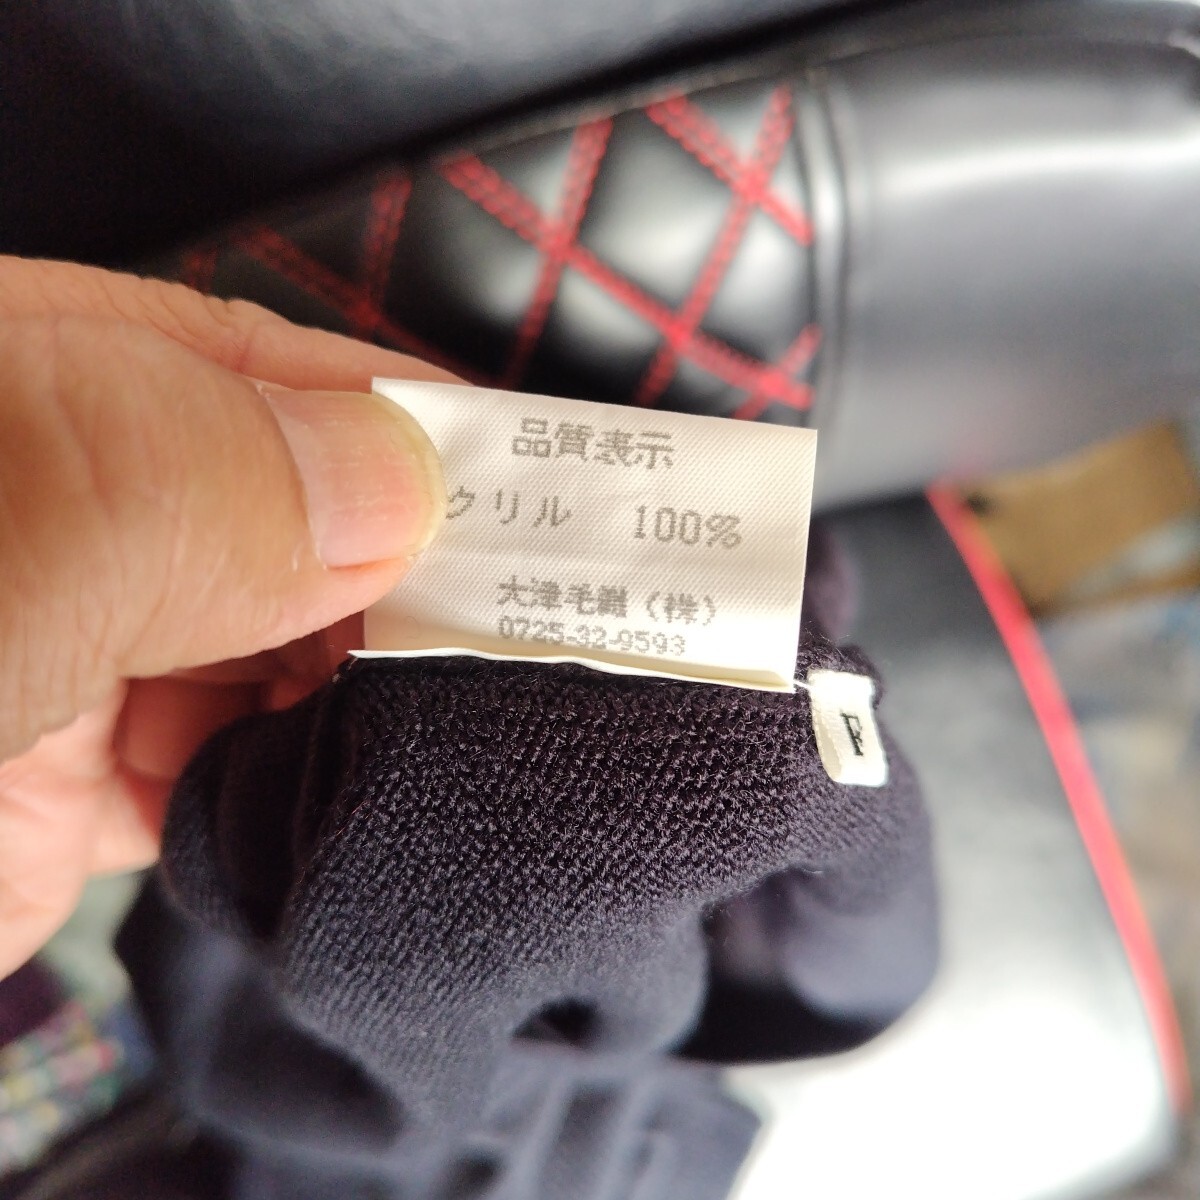 品質表示
クリル 100%
大津毛織（株）
0725-32-9593